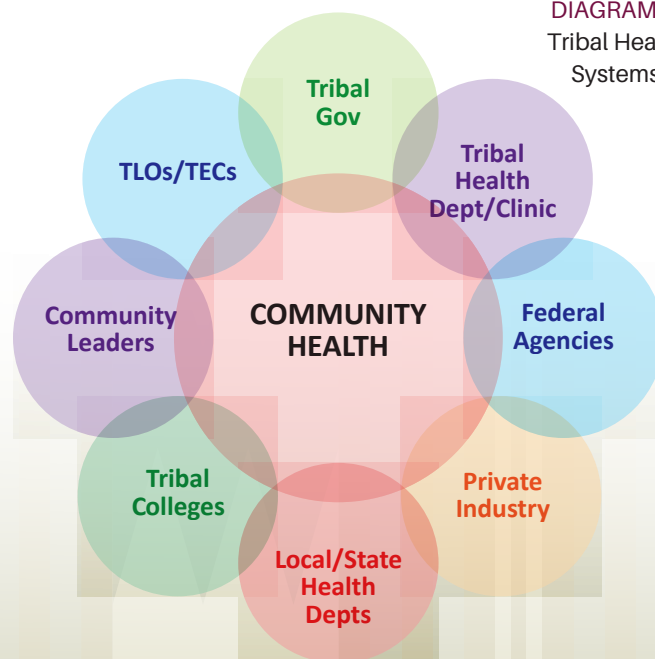 DIAGRAM
Tribal Hea
Systems
Tribal
Gov
Tribal
Health
Dept/Clinic
Federal
Agencies
Private
Industry
Local/State
Health
Depts
Tribal
Colleges
Community
Leaders
TLOs/TECs
COMMUNITY
HEALTH